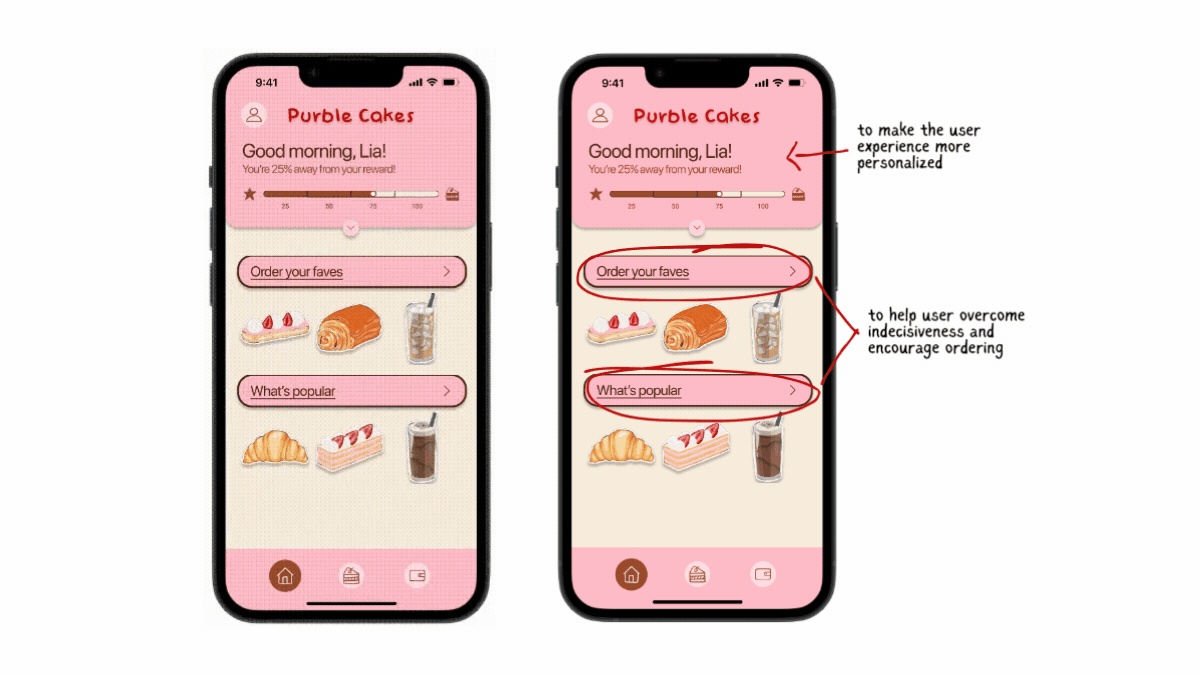 9:41
Purble Cakes
Good morning, Lia!
You're 25% away from your reward!
25 50 75 100
Order your faves
What's popular
9:41
Purble Cakes
Good morning, Lia!
You're 25% away from your reward!
25 50 75 100
Order your faves
What's popular
to make the user
experience more
personalized
to help user overcome
indecisiveness and
encourage ordering